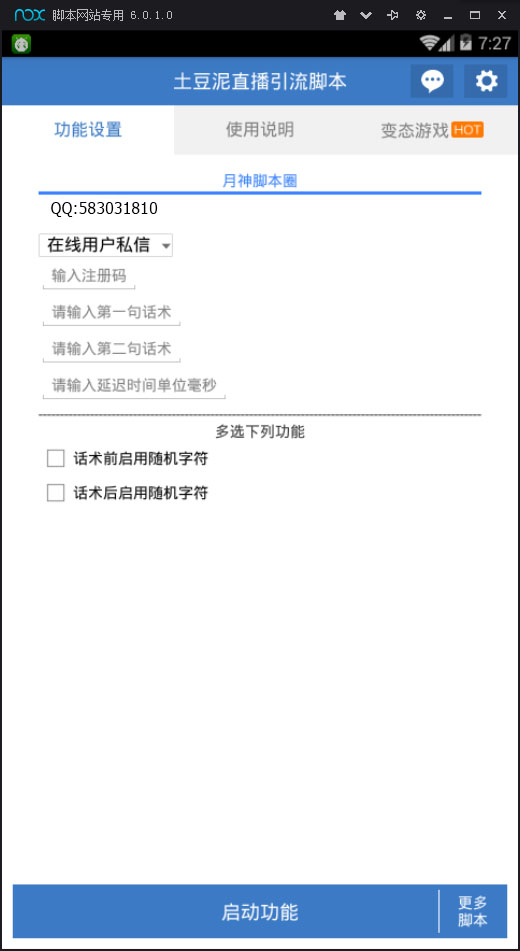 nox 脚本网站专用 6.0.1.0
7:27
土豆泥直播引流脚本
功能设置 使用说明 变态游戏 HOT
月神脚本圈
QQ:583031810
在线用户私信
输入注册码
请输入第一句话术
请输入第二句话术
请输入延迟时间单位毫秒
多选下列功能
话术前启用随机字符
话术后启用随机字符
启动功能
更多
脚本